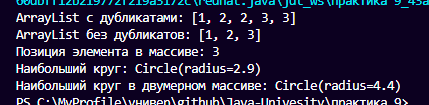 ArrayList с дубликатами: [1, 2, 2, 3, 3]
ArrayList без дубликатов: [1, 2, 3]
Позиция элемента в массиве: 3
Наибольший круг: Circle(radius=2.9)
Наибольший круг в двумерном массиве: Circle(radius=4.4)
PS C:\MyProfile\универ\github\Java-Univesity\практика 9>